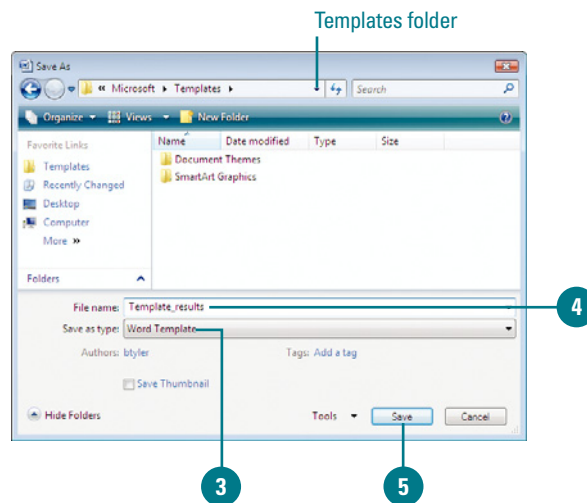 Templates folder
Save As
« Microsoft ▸ Templates ▸ Search
Organize Views New Folder
Favorite Links
Name Date modified Type Size
Templates
Document Themes
Recently Changed
SmartArt Graphics
Desktop
Computer
More »
Folders
File name: Template_results
4
Save as type: Word Template
Authors: btyler Tags: Add a tag
Save Thumbnail
Hide Folders Tools Save Cancel
3 5